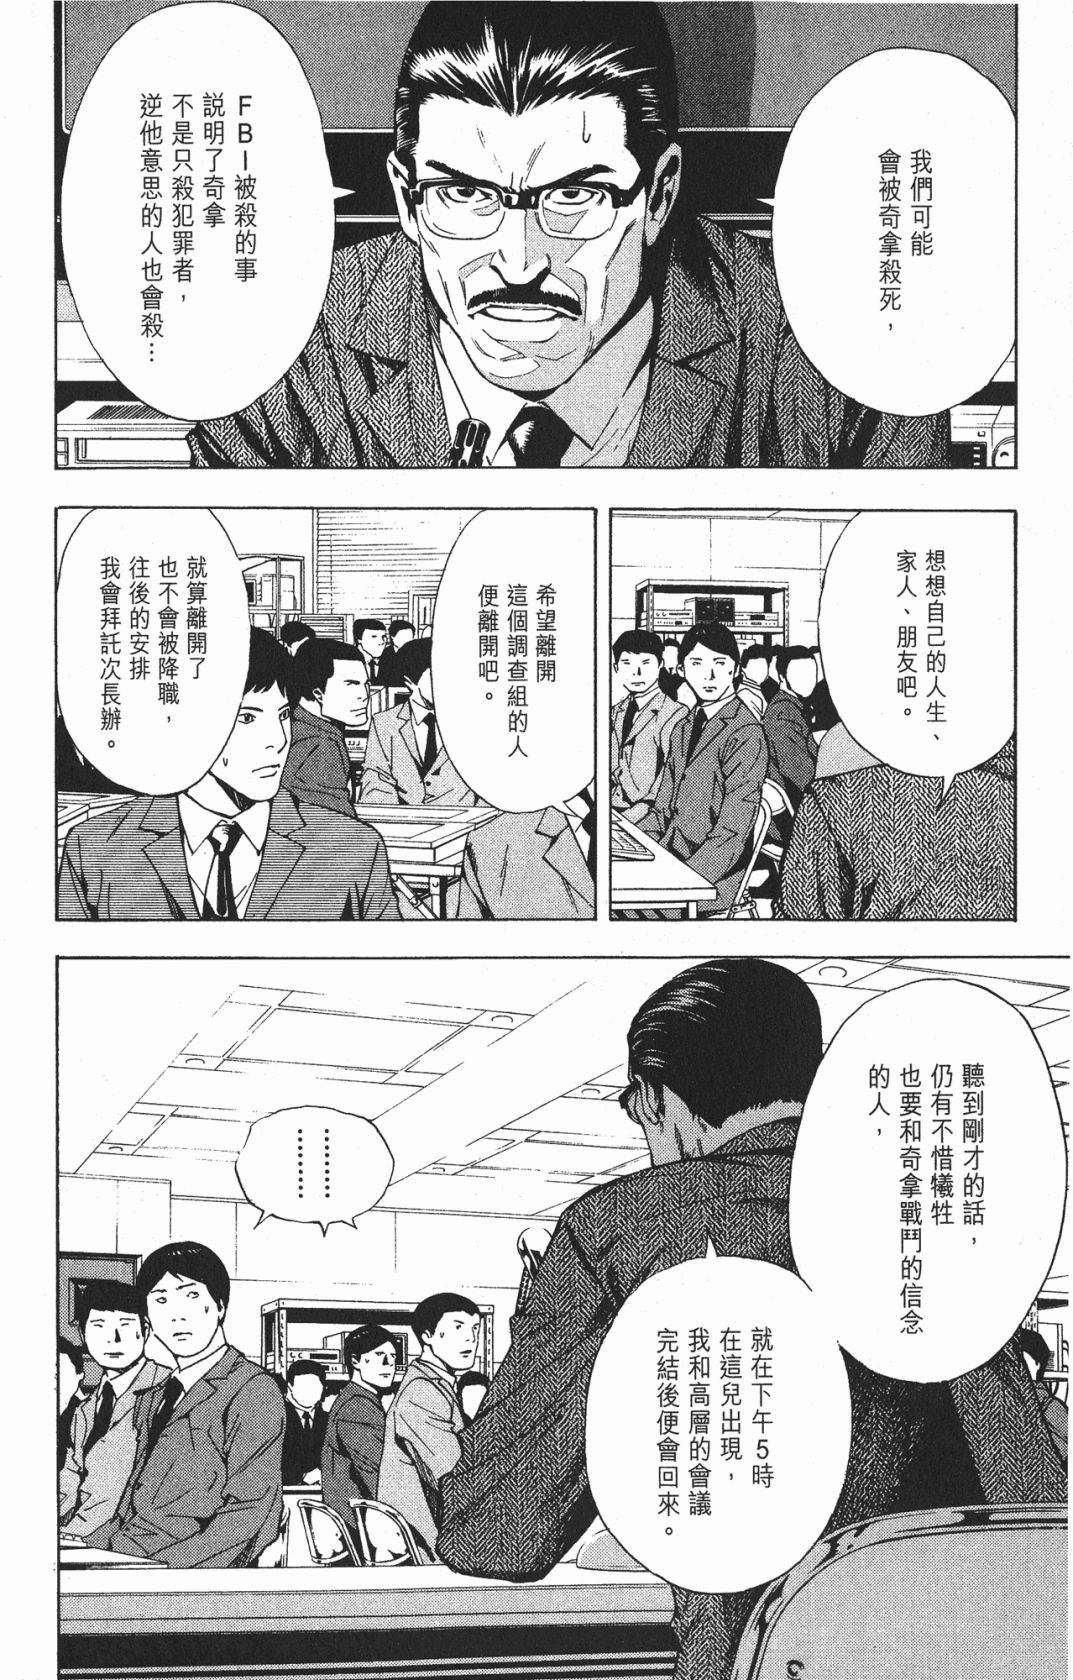 我們可能
會被奇拿殺死，
FBI被殺的事
説明了奇拿
不是只殺犯罪者，
逆他意思的人也會殺…
想想自己的人生、
家人、朋友吧。
希望離開
這個調查組的人
便離開吧。
就算離開了
也不會被降職，
往後的安排
我會拜託次長辦。
聽到剛才的話，
仍有不惜犧牲
也要和奇拿戰鬥的信念
的人，
就在下午5時
在這兒出現，
我和高層的會議
完結後便會回來。
………
………